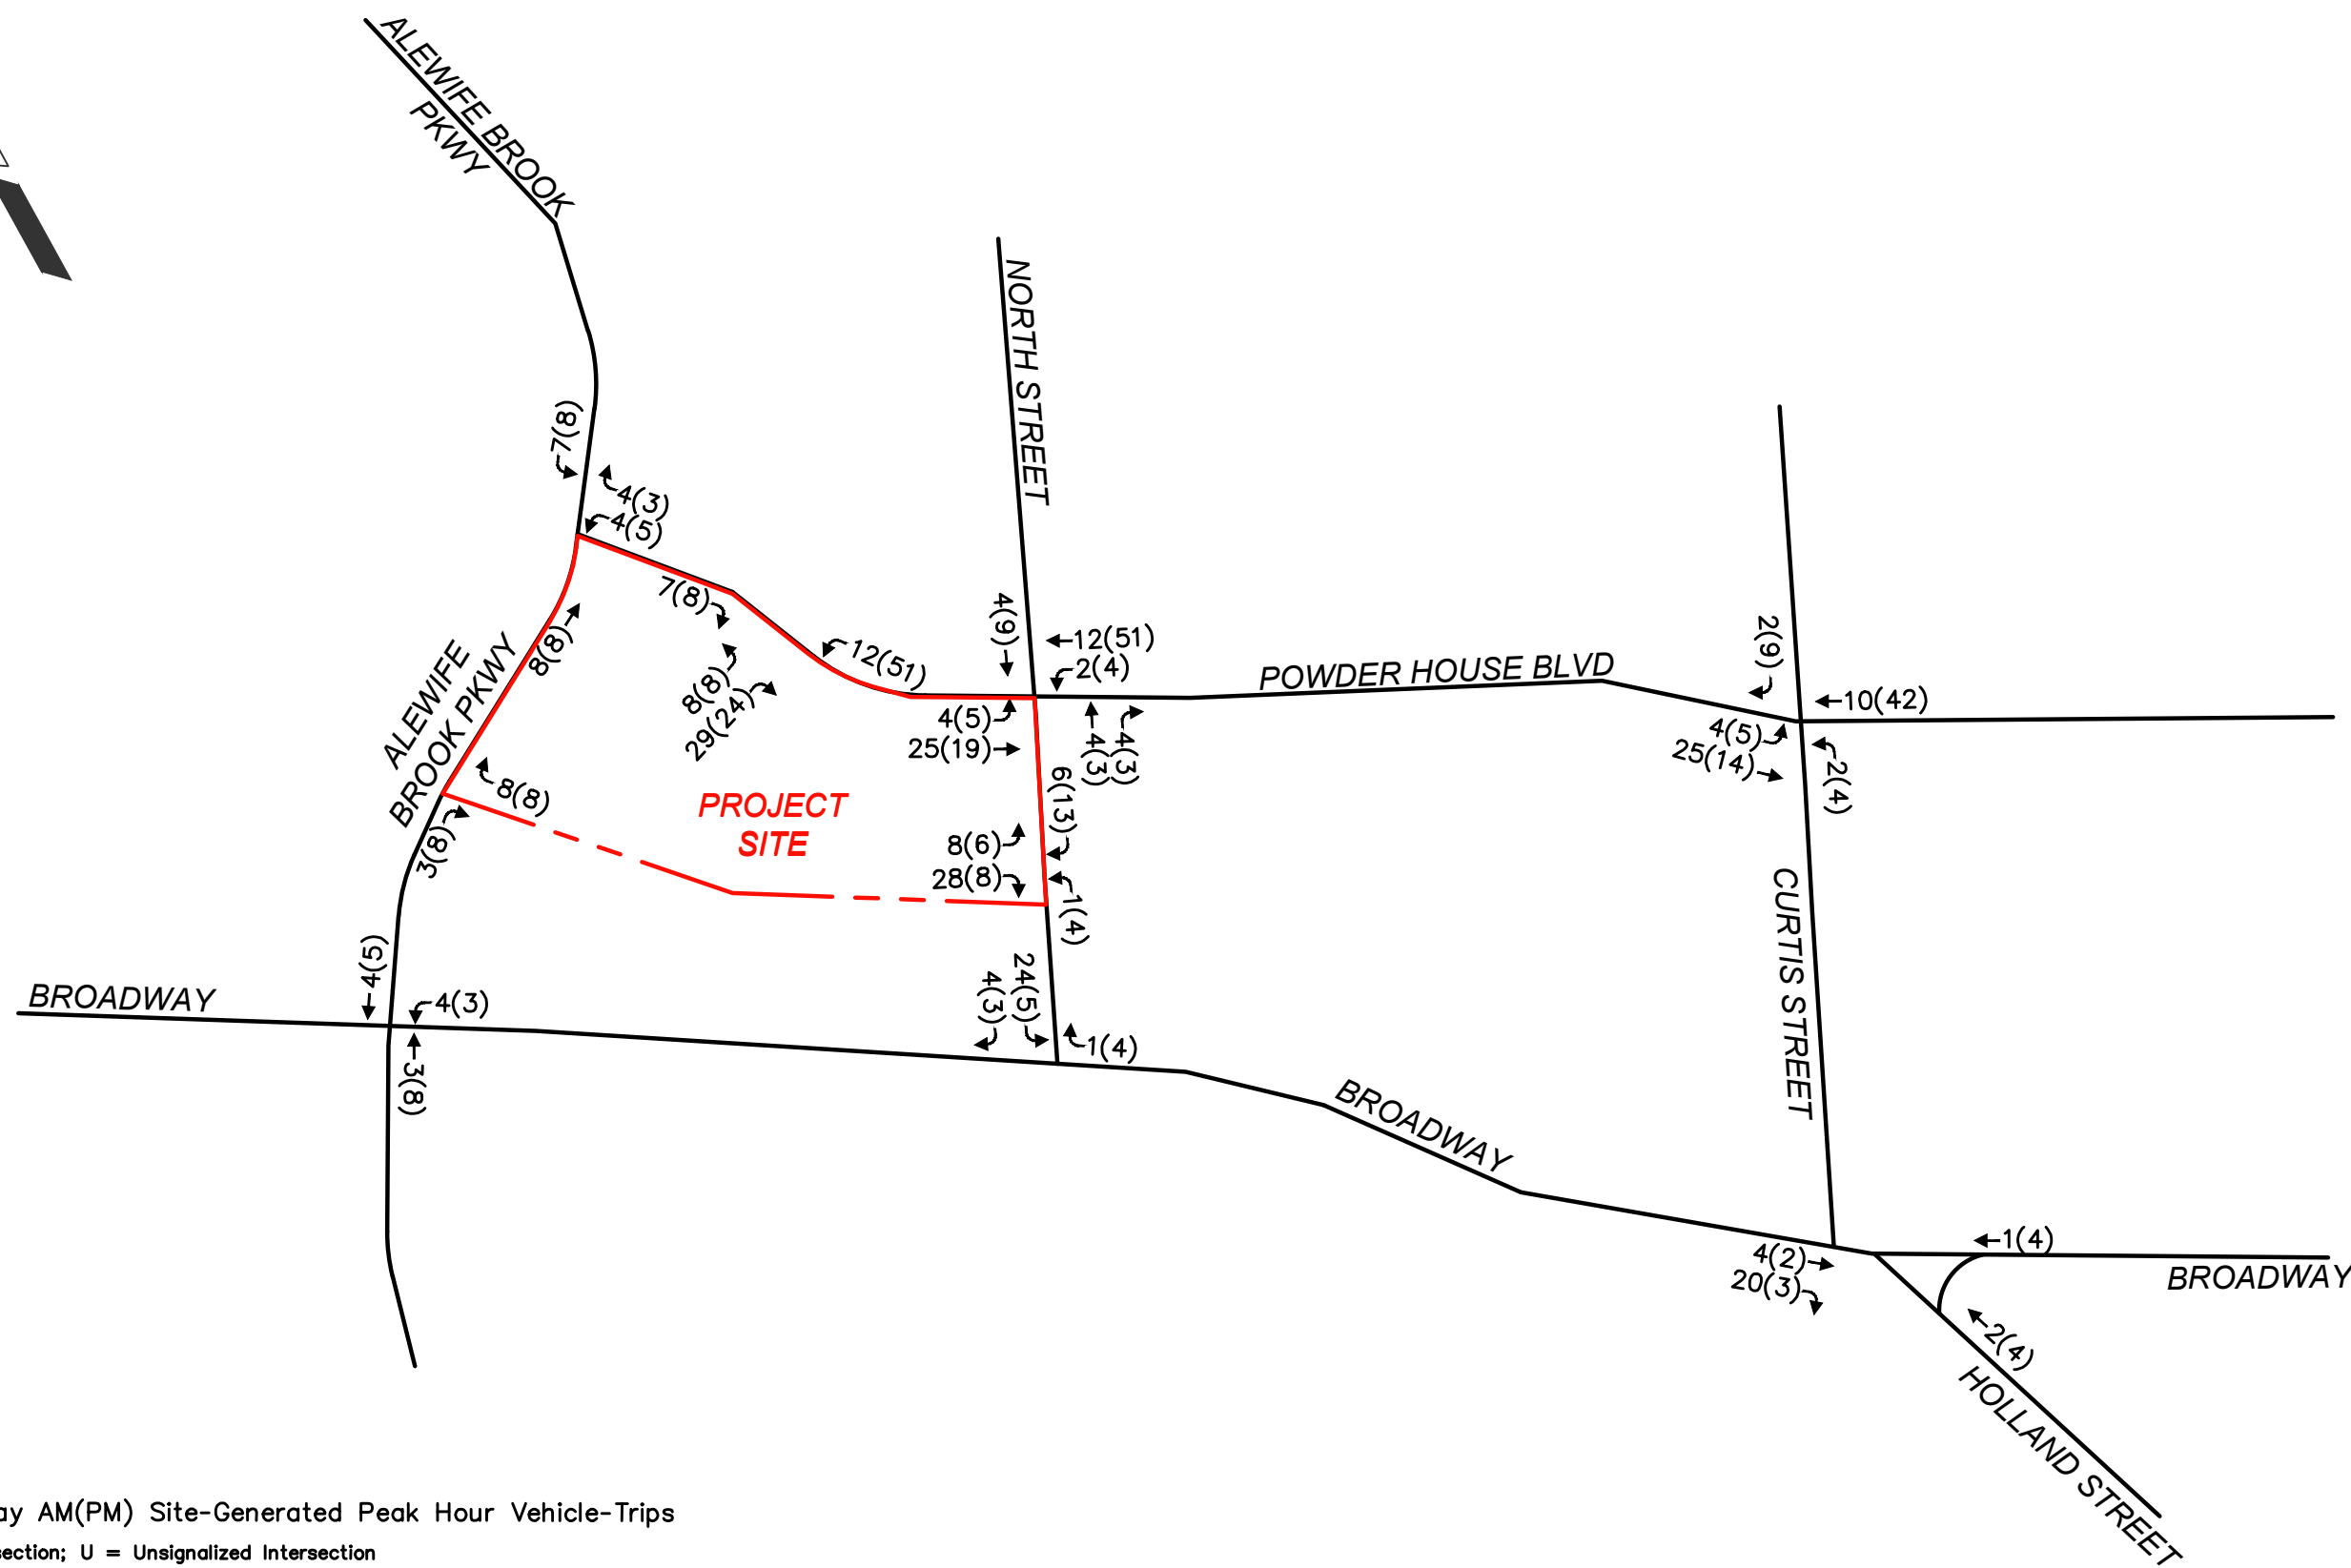 ALEWIFE BROOK
PKWY
NORTH STREET
7(8)
4(3)
4(5)
7(8)
8(8)
12(51)
4(9)
12(51)
2(4)
POWDER HOUSE BLVD
2(9)
10(42)
ALEWIFE
BROOK PKWY
8(8)
29(24)
4(5)
25(19)
4(3)
4(3)
4(5)
25(14)
2(4)
8(8)
3(8)
PROJECT
SITE
6(13)
8(6)
28(8)
1(4)
CURTIS STREET
4(5)
BROADWAY
4(3)
3(8)
24(5)
4(3)
1(4)
BROADWAY
4(2)
20(3)
1(4)
BROADWAY
2(4)
HOLLAND STREET
AM(PM) Site-Generated Peak Hour Vehicle-Trips
section; U = Unsignalized Intersection